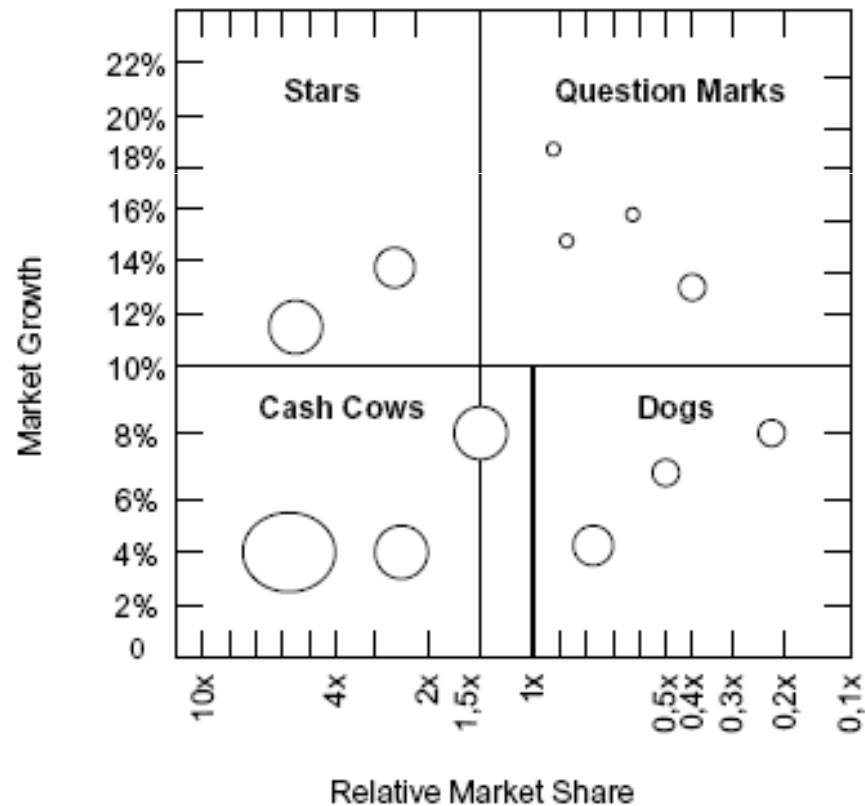 22%
Stars
Question Marks
20%
18%
16%
14%
12%
10%
Market Growth
Cash Cows
Dogs
8%
6%
4%
2%
0
10x
4x
2x
1,5x
1x
0,5x
0,4x
0,3x
0,2x
0,1x
Relative Market Share